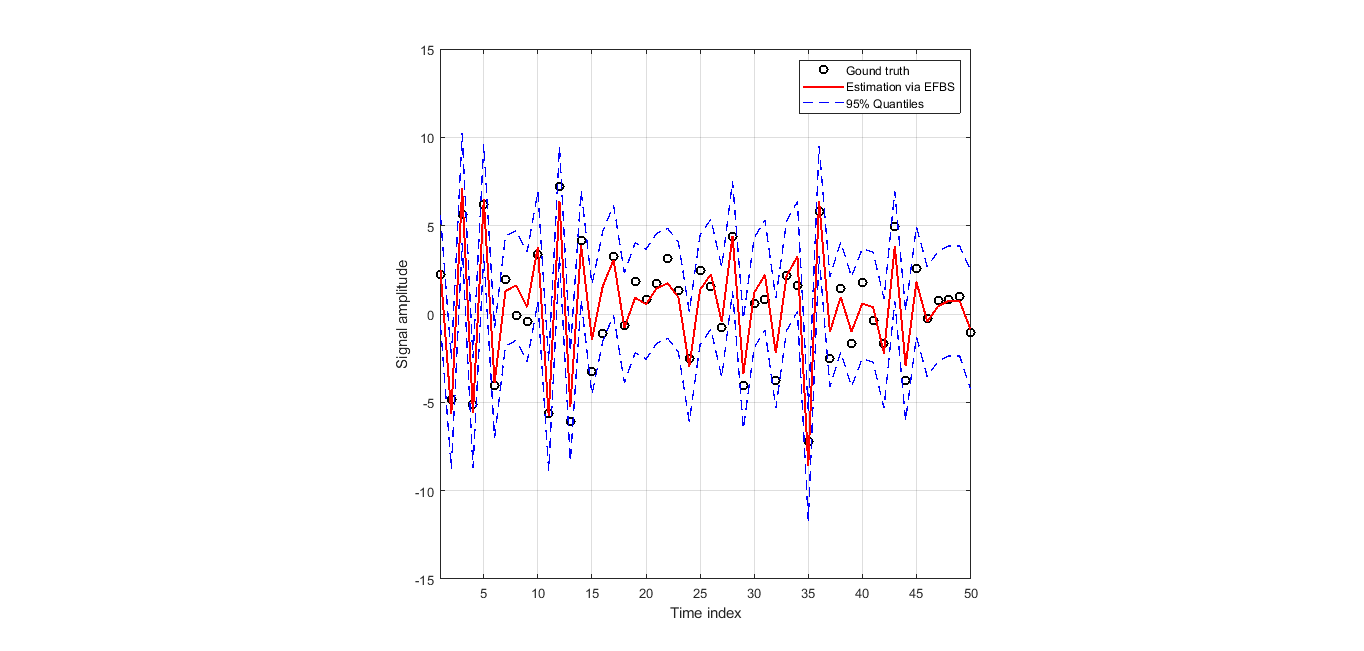 15
10
5
0
-5
-10
-15
Signal amplitude
Gound truth
Estimation via EFBS
95% Quantiles
5 10 15 20 25 30 35 40 45 50
Time index